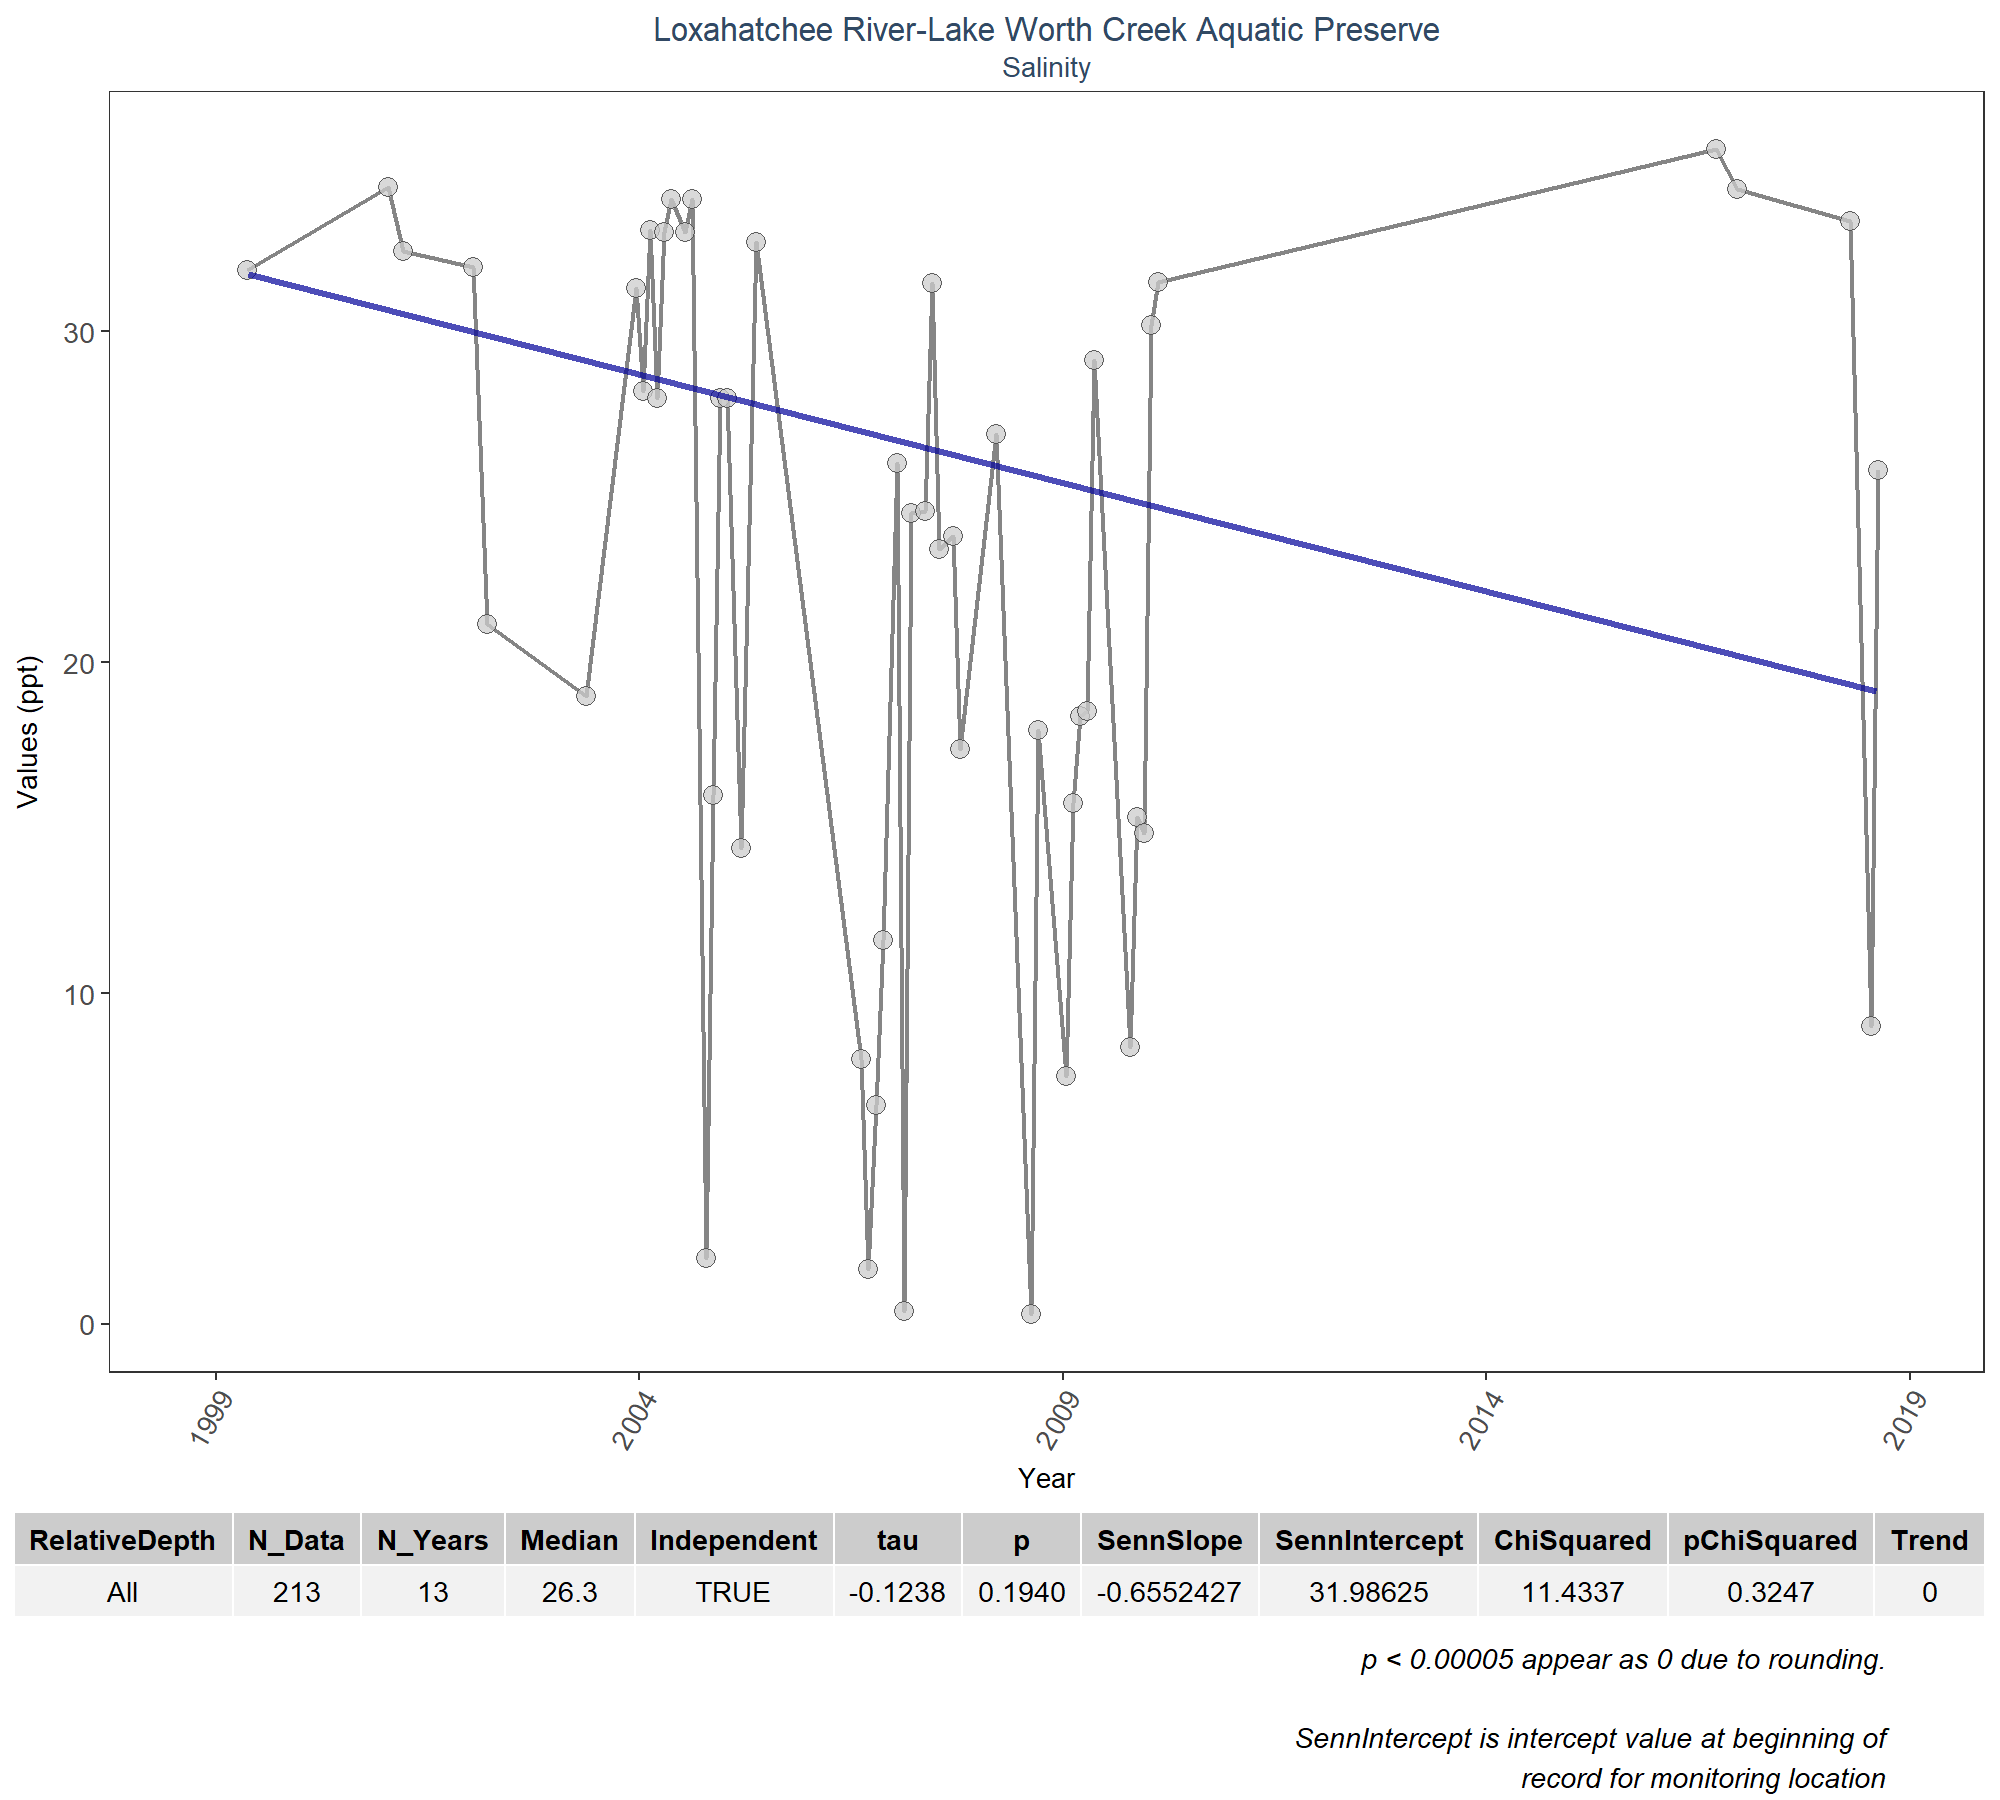 Loxahatchee River-Lake Worth Creek Aquatic Preserve
Salinity
Values (ppt)
30
20
10
0
1999 2004 2009 2014 2019
Year
RelativeDepth N_Data N_Years Median Independent tau p SennSlope SennIntercept ChiSquared pChiSquared Trend
All 213 13 26.3 TRUE -0.1238 0.1940 -0.6552427 31.98625 11.4337 0.3247 0
p < 0.00005 appear as 0 due to rounding.
SennIntercept is intercept value at beginning of
record for monitoring location